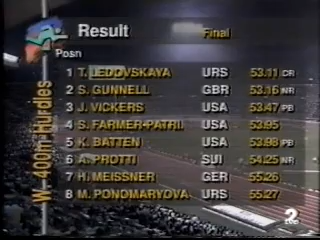 Result Final
Posn
W-400m-Hurdles
1 T. LEDOVSKAYA URS 53.11 CR
2 S. GUNNELL GBR 53.16 NR
3 J. VICKERS USA 53.47 PB
4 S. FARMER-PATRI. USA 53.95
5 K. BATTEN USA 53.98 PB
6 A. PROTTI SUI 54.25 NR
7 H. MEISSNER GER 55.26
8 M. PONOMARYOVA URS 55.27
2